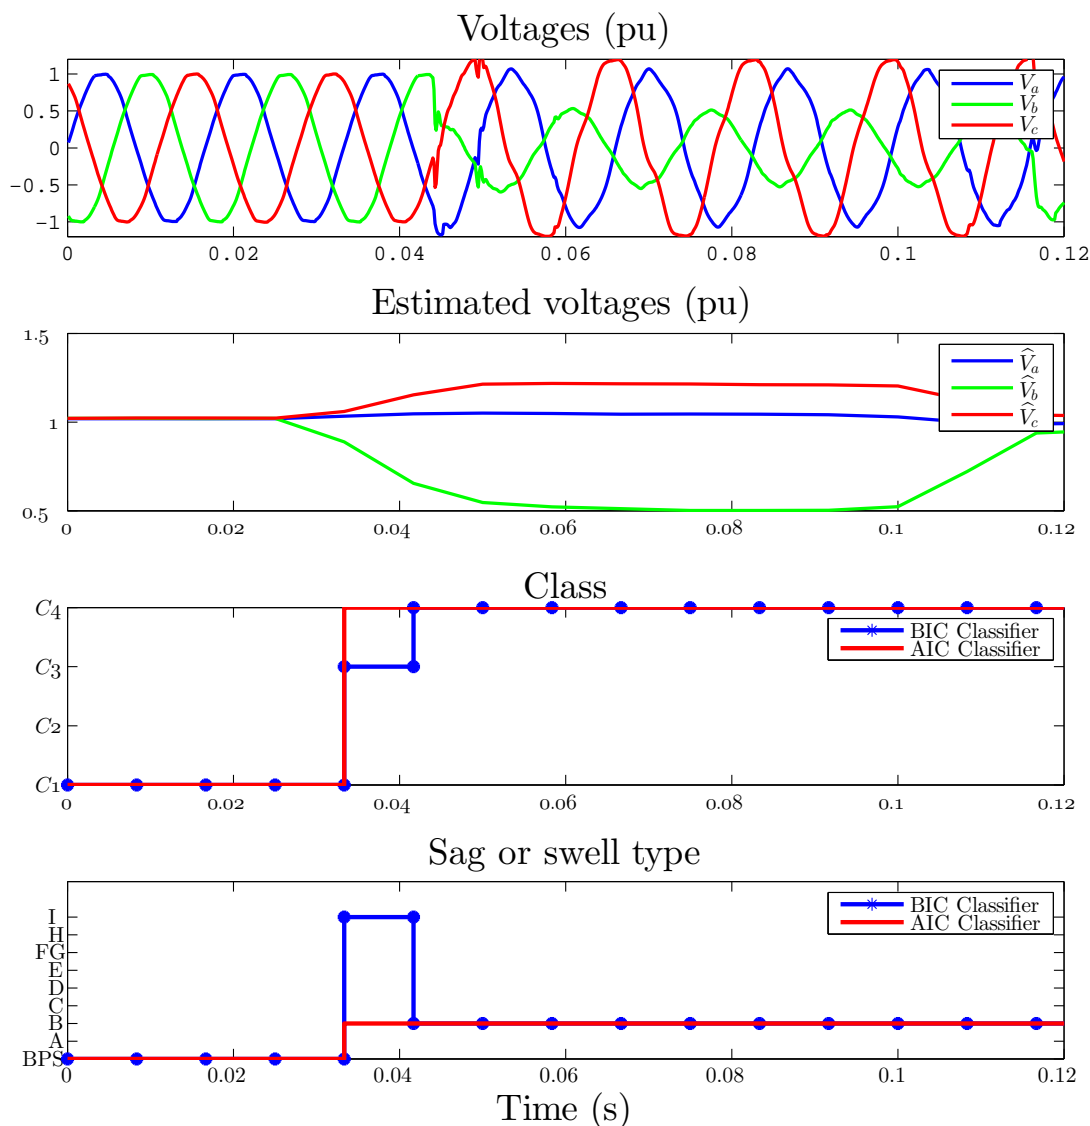 Voltages (pu)
1
0.5
0
−0.5
−1
V_a
V_b
V_c
0 0.02 0.04 0.06 0.08 0.1 0.12
Estimated voltages (pu)
1.5
1
0.5
V̂_a
V̂_b
V̂_c
0 0.02 0.04 0.06 0.08 0.1 0.12
Class
C4
C3
C2
C1
BIC Classifier
AIC Classifier
0 0.02 0.04 0.06 0.08 0.1 0.12
Sag or swell type
I
H
FG
E
D
C
B
A
BPS
BIC Classifier
AIC Classifier
0 0.02 0.04 0.06 0.08 0.1 0.12
Time (s)